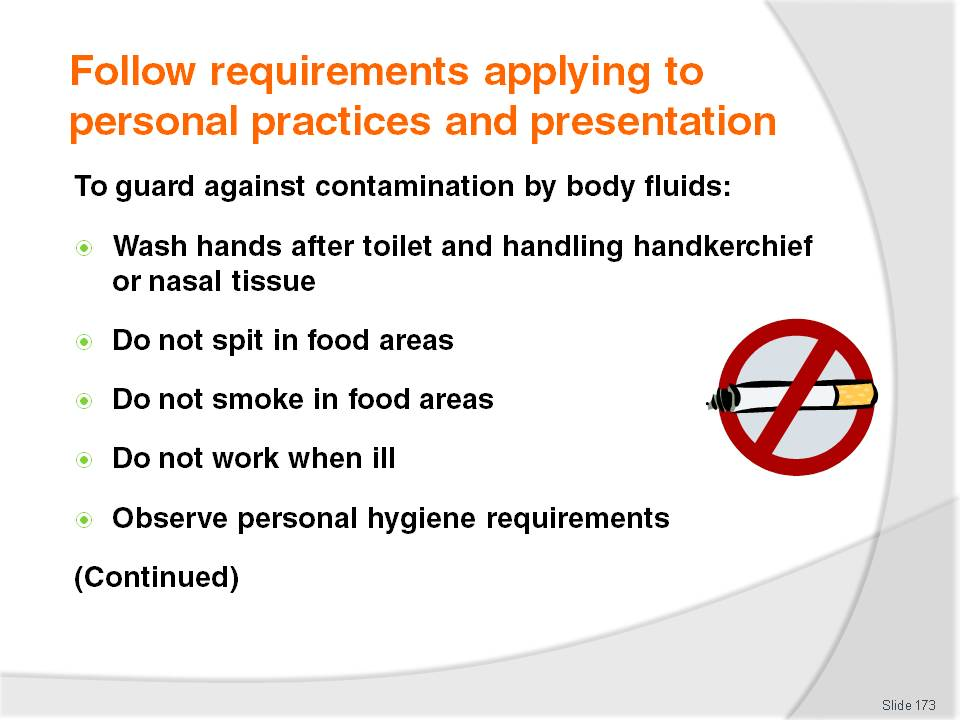 Follow requirements applying to
personal practices and presentation
To guard against contamination by body fluids:
Wash hands after toilet and handling handkerchief
or nasal tissue
Do not spit in food areas
Do not smoke in food areas
Do not work when ill
Observe personal hygiene requirements
(Continued)
Slide 173